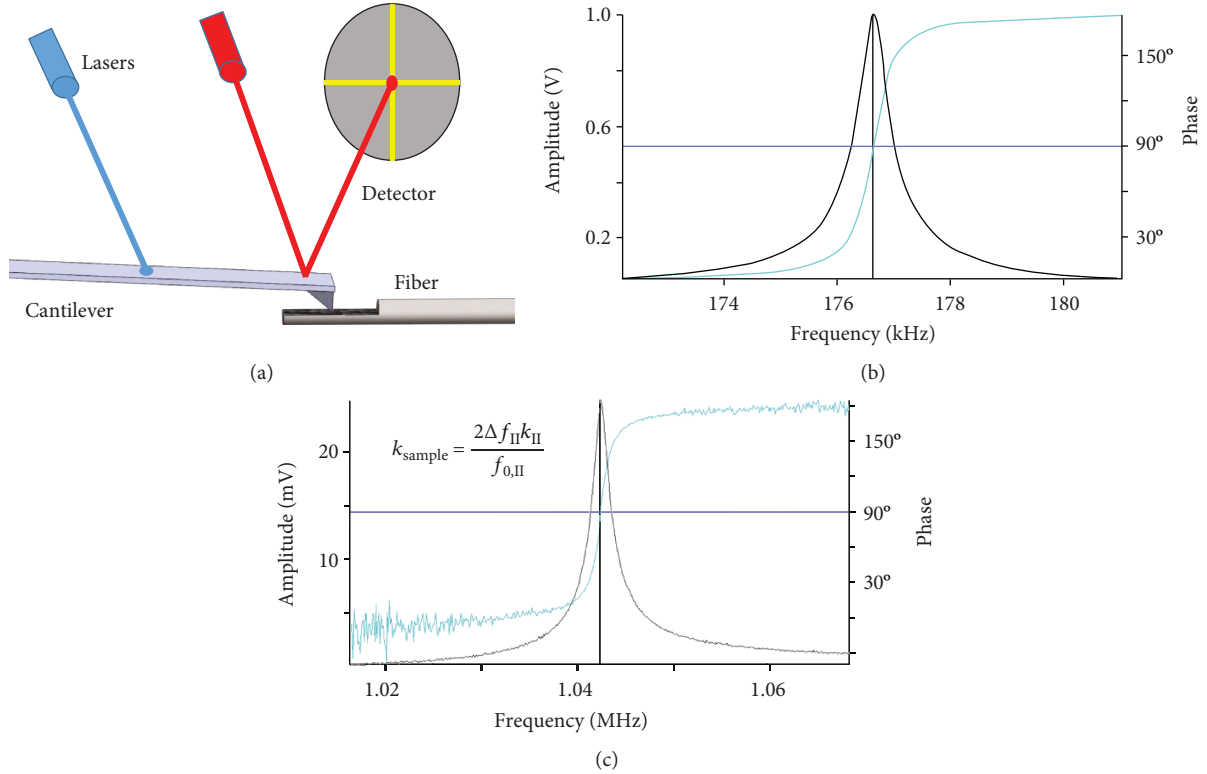 Lasers
Detector
Fiber
Cantilever
(a)
1.0
0.6
0.2
Amplitude (V)
150º
90º
30º
Phase
174 176 178 180
Frequency (kHz)
(b)
k_sample = 2Δf_II k_II / f_0,II
20
10
Amplitude (mV)
150º
90º
30º
Phase
1.02 1.04 1.06
Frequency (MHz)
(c)